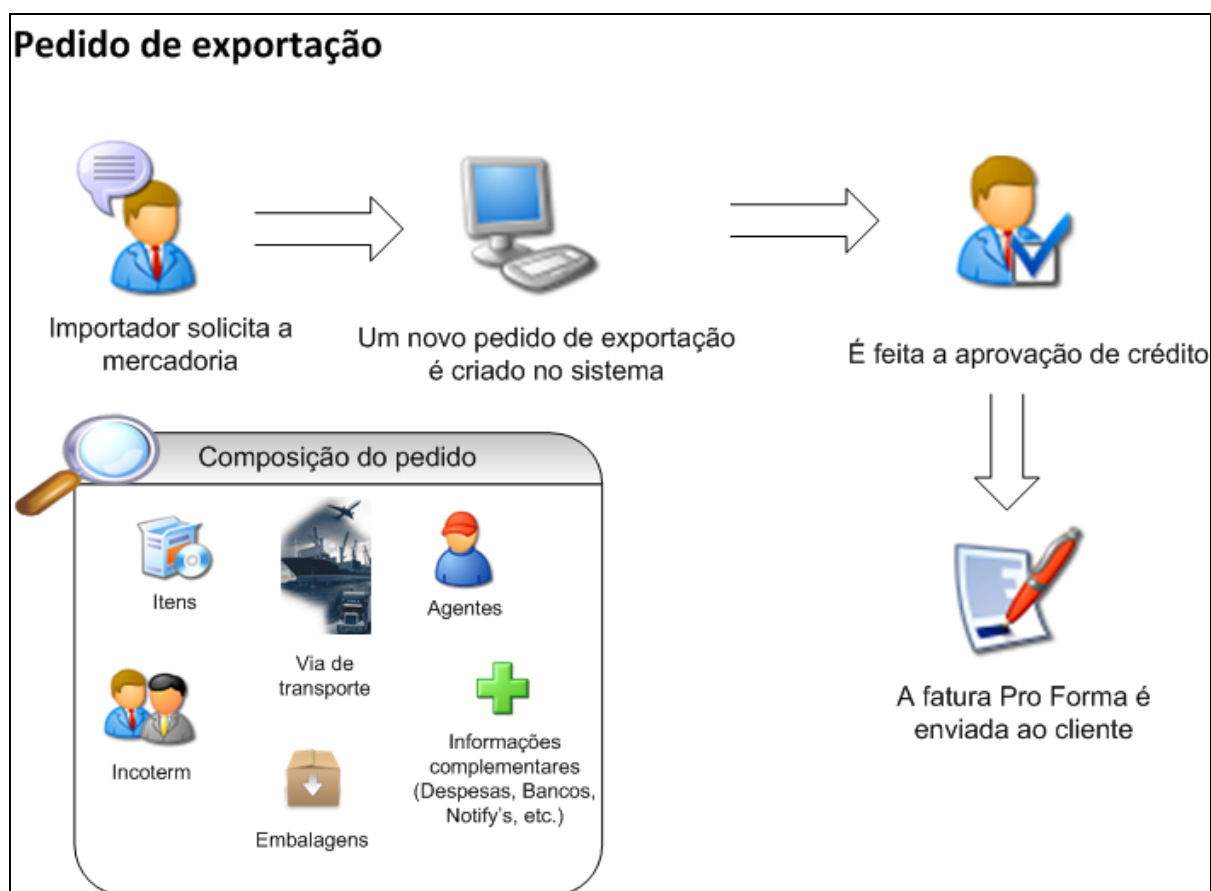 Pedido de exportação
Importador solicita a
mercadoria
Um novo pedido de exportação
é criado no sistema
É feita a aprovação de crédito
A fatura Pro Forma é
enviada ao cliente
Composição do pedido
Itens
Via de
transporte
Agentes
Incoterm
Embalagens
Informações
complementares
(Despesas, Bancos,
Notify's, etc.)